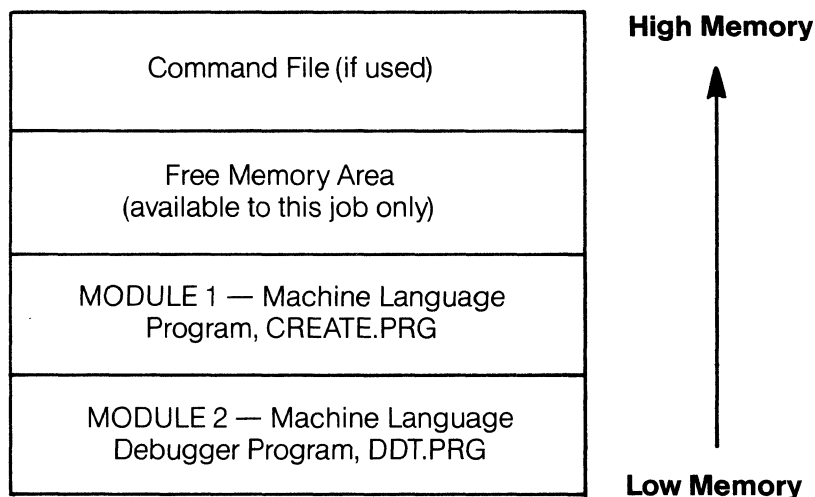 High Memory
Command File (if used)
Free Memory Area
(available to this job only)
MODULE 1 — Machine Language
Program, CREATE.PRG
MODULE 2 — Machine Language
Debugger Program, DDT.PRG
Low Memory